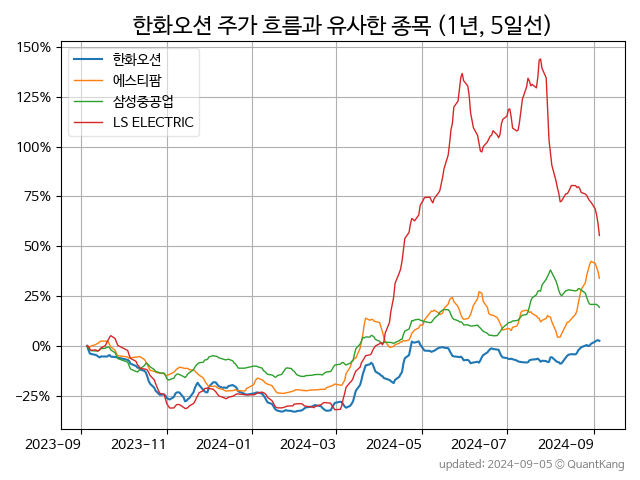 한화오션 주가 흐름과 유사한 종목 (1년, 5일선)
150%
125%
100%
75%
50%
25%
0%
−25%
한화오션
에스티팜
삼성중공업
LS ELECTRIC
2023-09
2023-11
2024-01
2024-03
2024-05
2024-07
2024-09
updated: 2024-09-05 © QuantKang